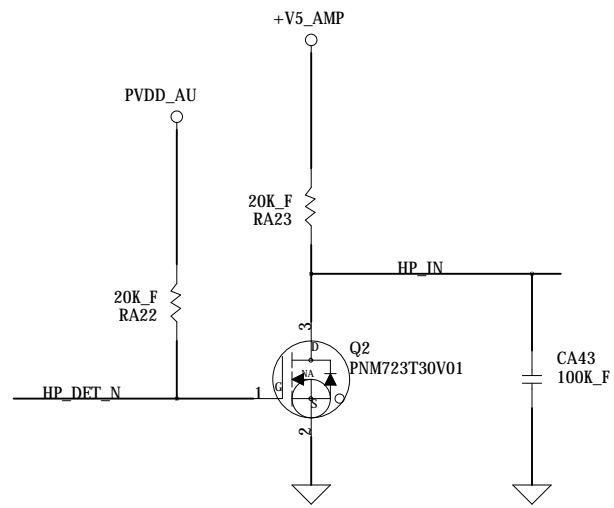 +V5_AMP
PVDD_AU
20K_F
RA23
HP_IN
20K_F
RA22
3
D
Q2
PNM723T30V01
NA
G
S
CA43
100K_F
HP_DET_N
1
2